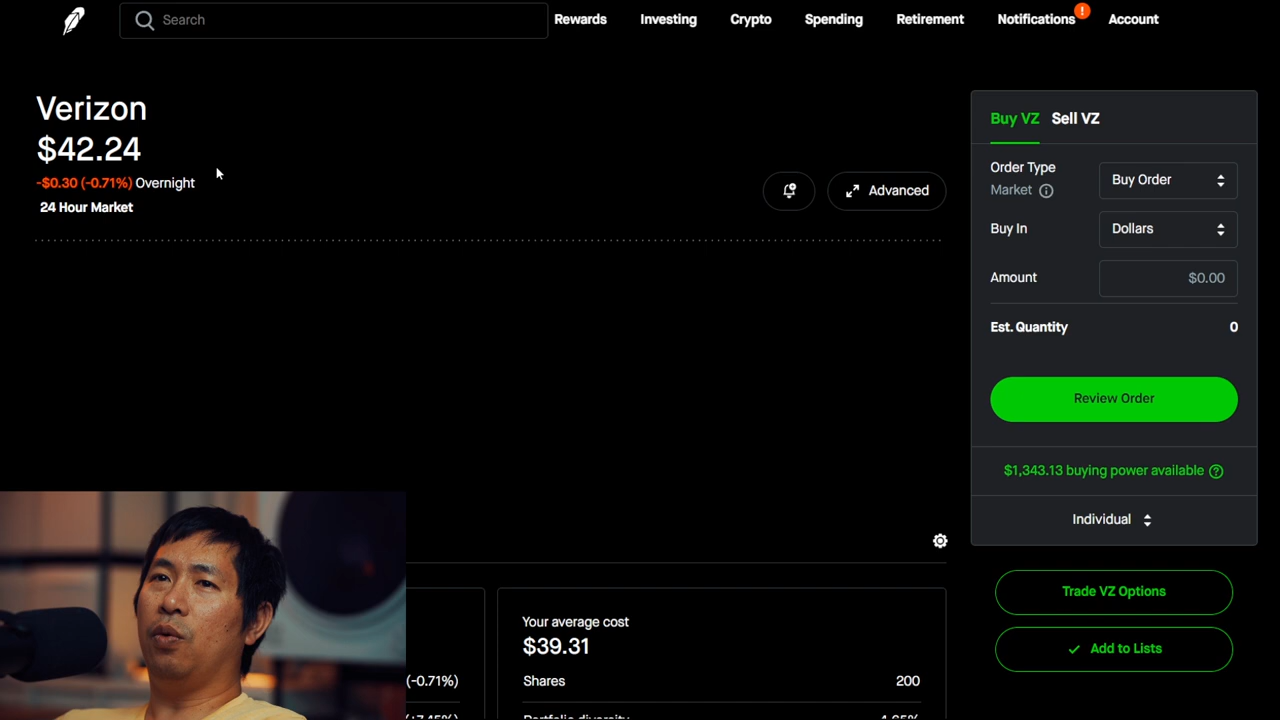 Search
Rewards
Investing
Crypto
Spending
Retirement
Notifications
!
Account
Verizon
$42.24
-$0.30 (-0.71%) Overnight
24 Hour Market
Advanced
Buy VZ
Sell VZ
Order Type
Market
Buy Order
Buy In
Dollars
Amount
$0.00
Est. Quantity
0
Review Order
$1,343.13 buying power available
Individual
Trade VZ Options
Add to Lists
(-0.71%)
Your average cost
$39.31
Shares
200
Portfolio diversity